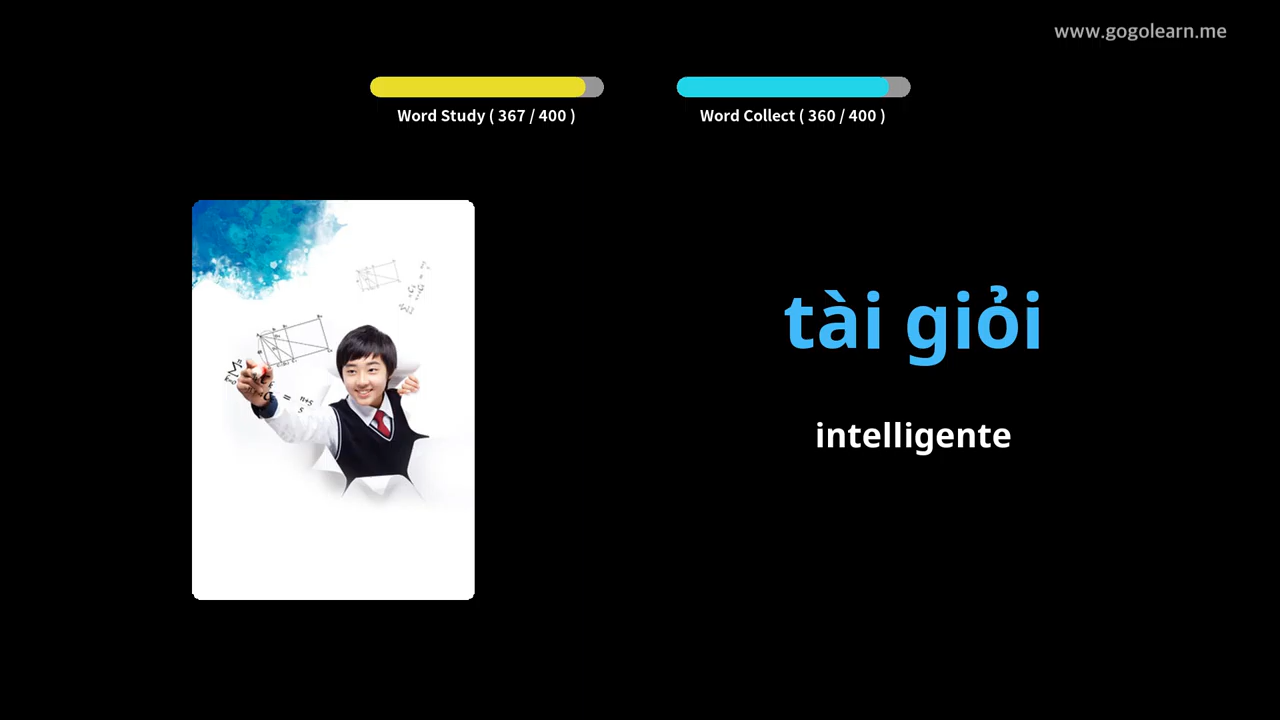 www.gogolearn.me
Word Study ( 367 / 400 )
Word Collect ( 360 / 400 )
tài giỏi
intelligente